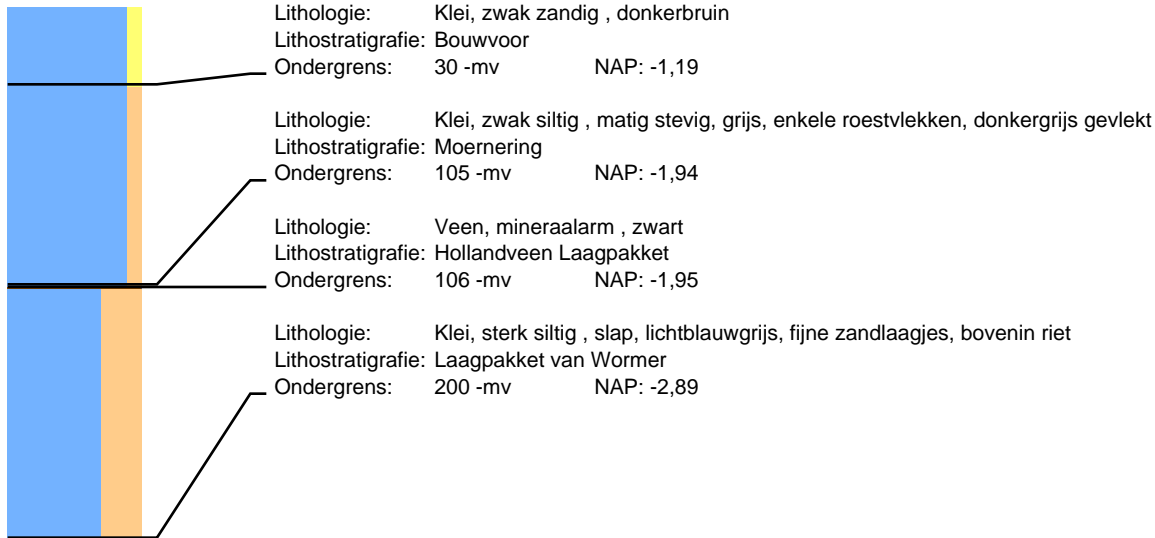 Lithologie: Klei, zwak zandig , donkerbruin
Lithostratigrafie: Bouwvoor
Ondergrens: 30 -mv NAP: -1,19
Lithologie: Klei, zwak siltig , matig stevig, grijs, enkele roestvlekken, donkergrijs gevlekt
Lithostratigrafie: Moernering
Ondergrens: 105 -mv NAP: -1,94
Lithologie: Veen, mineraalarm , zwart
Lithostratigrafie: Hollandveen Laagpakket
Ondergrens: 106 -mv NAP: -1,95
Lithologie: Klei, sterk siltig , slap, lichtblauwgrijs, fijne zandlaagjes, bovenin riet
Lithostratigrafie: Laagpakket van Wormer
Ondergrens: 200 -mv NAP: -2,89